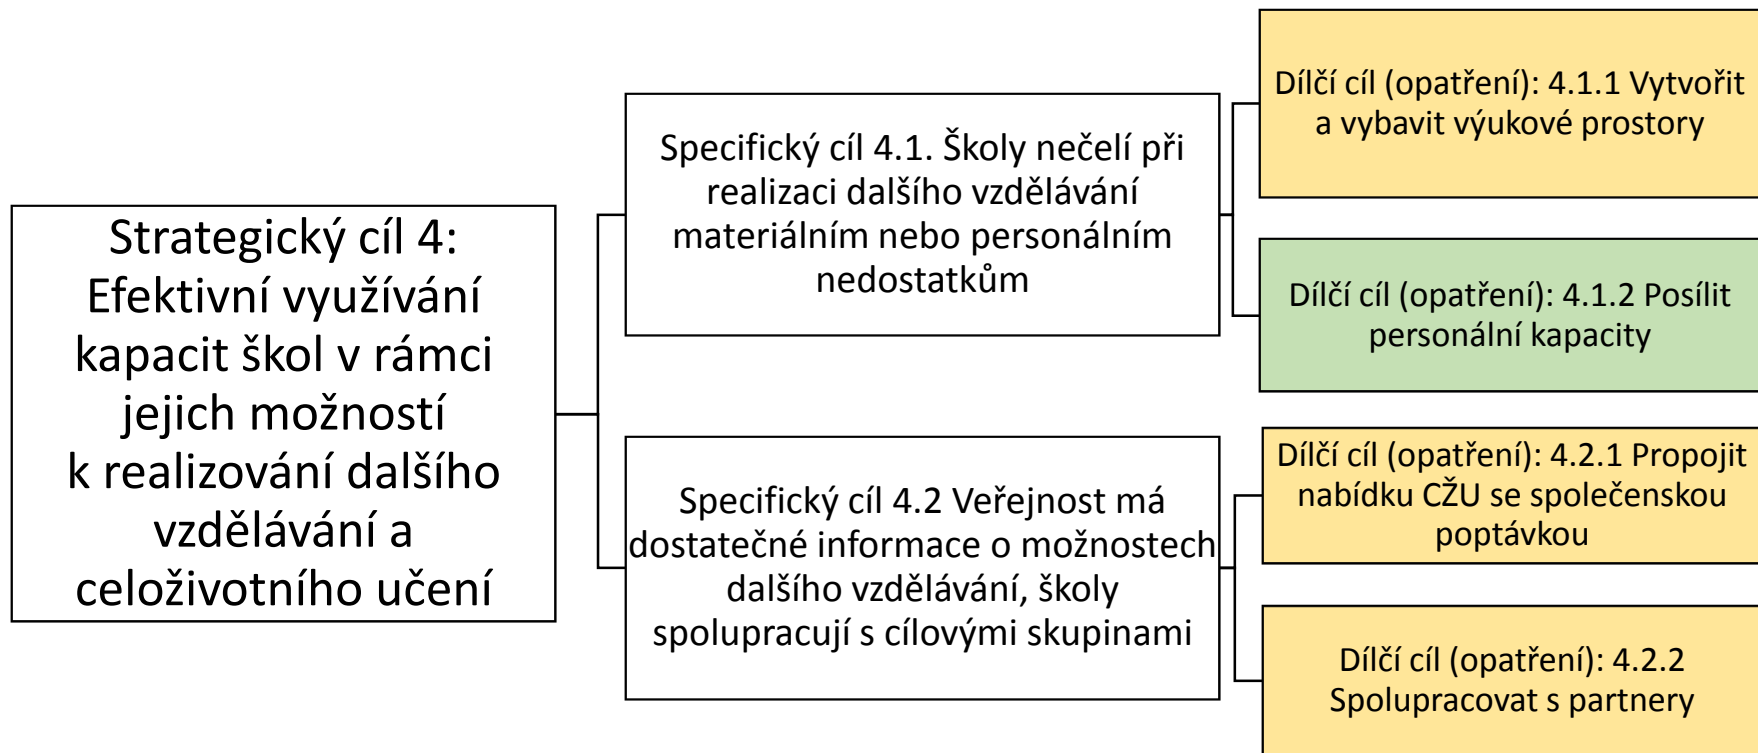 Strategický cíl 4:
Efektivní využívání
kapacit škol v rámci
jejich možností
k realizování dalšího
vzdělávání a
celoživotního učení
Specifický cíl 4.1. Školy nečelí při
realizaci dalšího vzdělávání
materiálním nebo personálním
nedostatkům
Dílčí cíl (opatření): 4.1.1 Vytvořit
a vybavit výukové prostory
Dílčí cíl (opatření): 4.1.2 Posílit
personální kapacity
Specifický cíl 4.2 Veřejnost má
dostatečné informace o možnostech
dalšího vzdělávání, školy
spolupracují s cílovými skupinami
Dílčí cíl (opatření): 4.2.1 Propojit
nabídku CŽU se společenskou
poptávkou
Dílčí cíl (opatření): 4.2.2
Spolupracovat s partnery